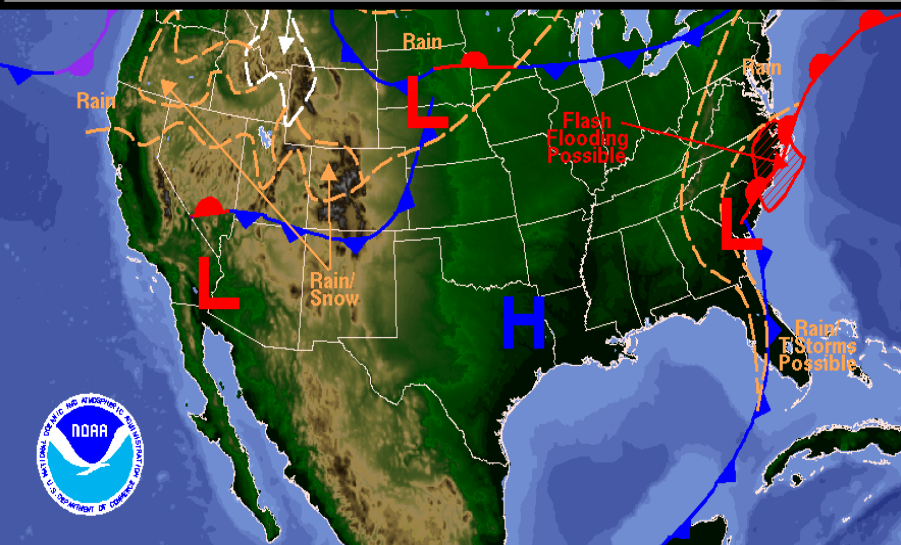 Rain
Rain
Rain
Flash
Flooding
Possible
L
L
Rain/
Snow
L
H
Rain/
T'Storms
Possible
NOAA
NATIONAL OCEANIC AND ATMOSPHERIC ADMINISTRATION
U.S. DEPARTMENT OF COMMERCE